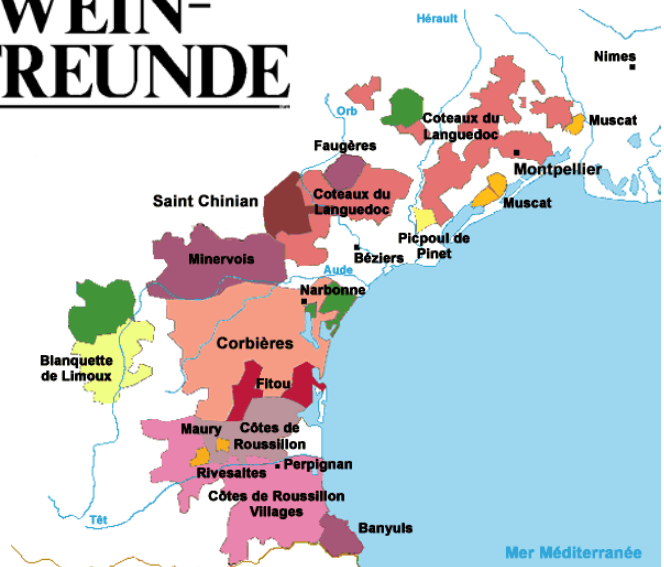 WEIN-
FREUNDE
Hérault
Nimes
Orb
Coteaux du
Languedoc
Muscat
Faugères
Montpellier
Saint Chinian
Coteaux du
Languedoc
Muscat
Picpoul de
Pinet
Béziers
Minervois
Aude
Narbonne
Corbières
Blanquette
de Limoux
Fitou
Maury
Côtes de
Roussillon
Perpignan
Rivesaltes
Côtes de Roussillon
Villages
Têt
Banyuls
Mer Méditerranée